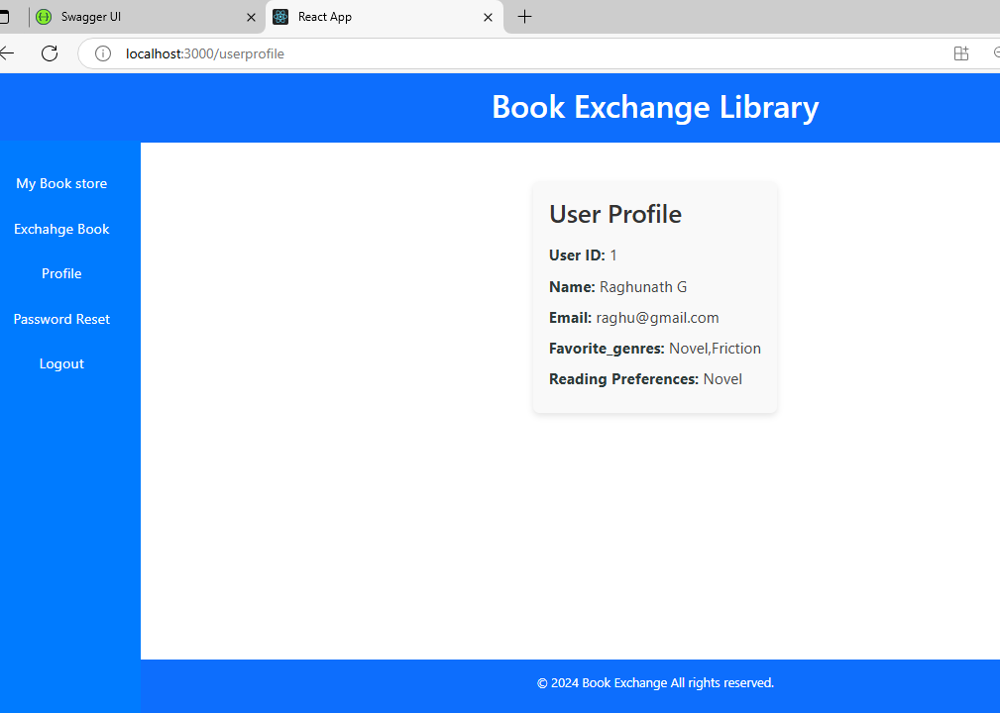 Swagger UI
React App
localhost:3000/userprofile
Book Exchange Library
My Book store
Exchahge Book
Profile
Password Reset
Logout
User Profile
User ID: 1
Name: Raghunath G
Email: raghu@gmail.com
Favorite_genres: Novel,Friction
Reading Preferences: Novel
© 2024 Book Exchange All rights reserved.